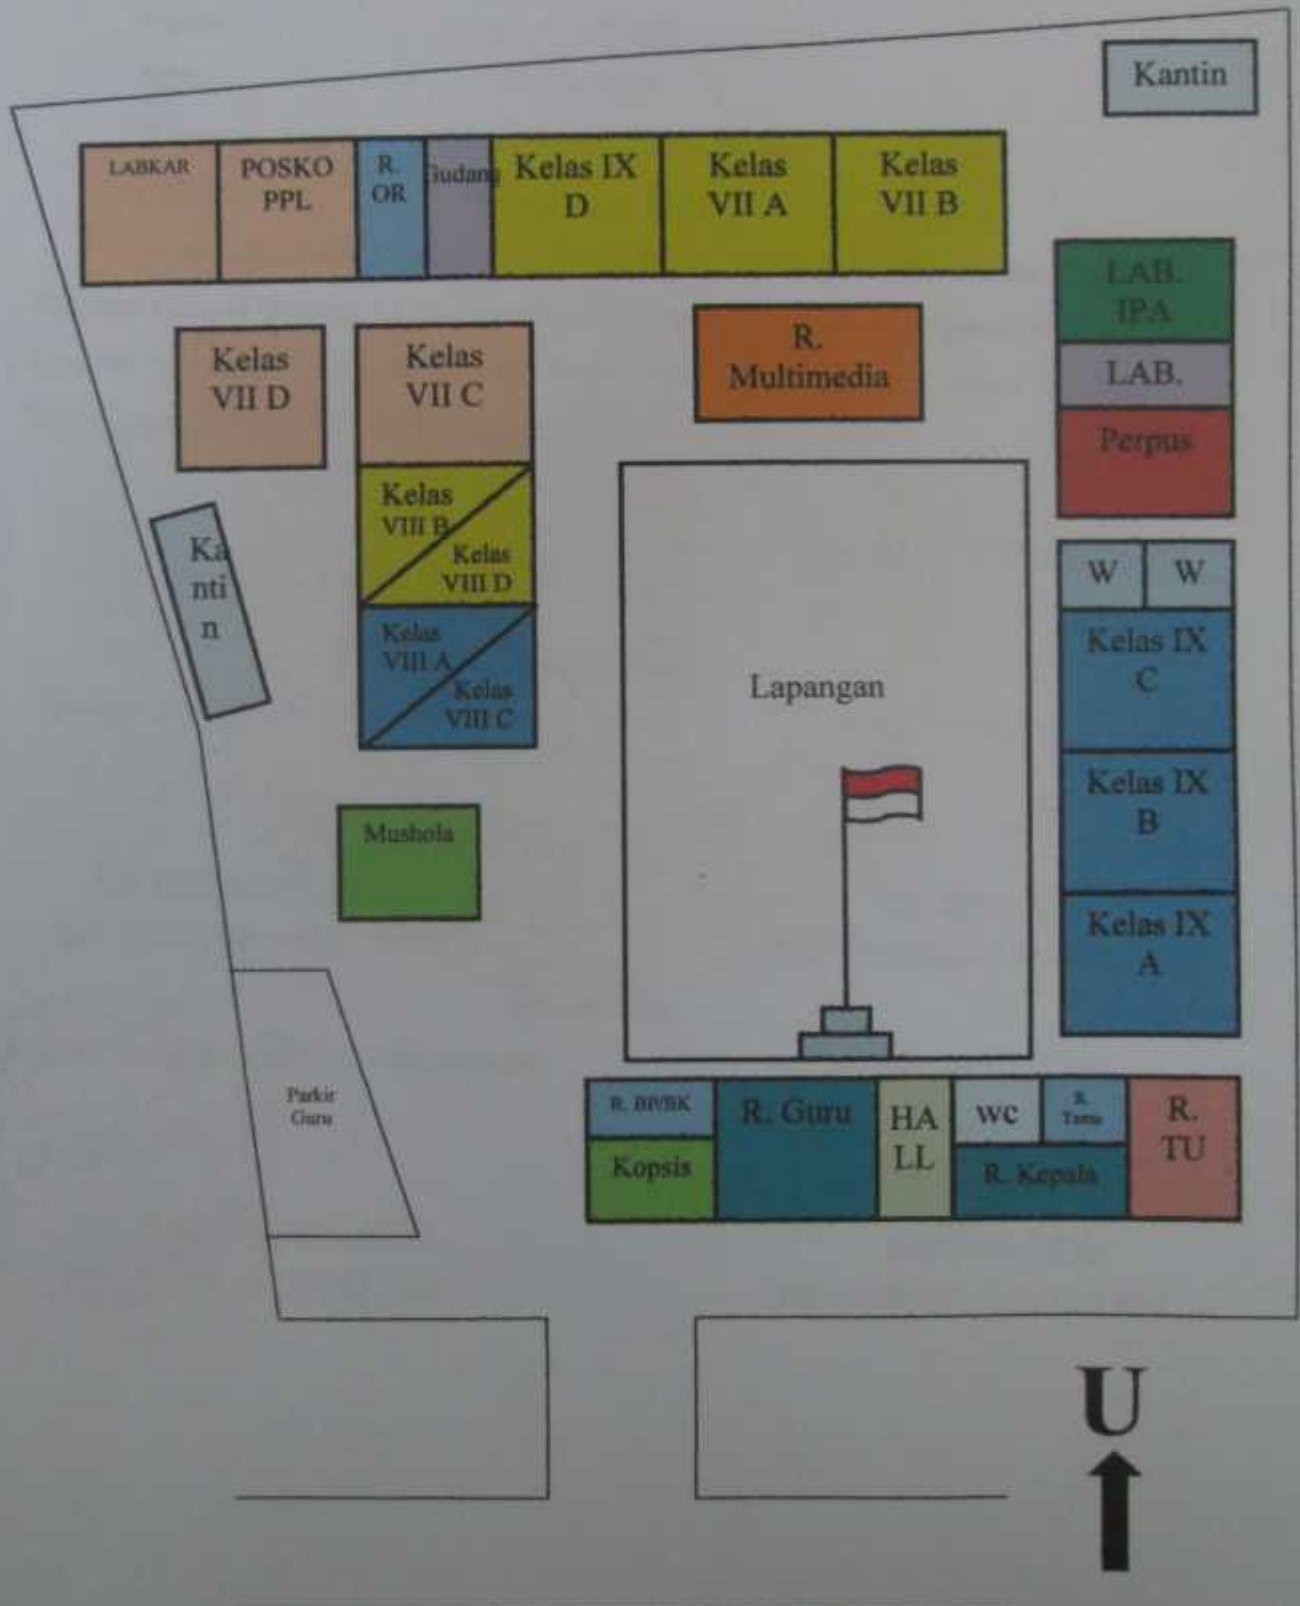 Kantin
LABKAR
POSKO
PPL
R.
OR
Gudang
Kelas IX
D
Kelas
VII A
Kelas
VII B
LAB.
IPA
LAB.
Perpus
Kelas
VII D
Kelas
VII C
R.
Multimedia
Kelas
VIII B
Kelas
VIII D
Ka
nti
n
Kelas
VIII A
Kelas
VIII C
W
W
Kelas IX
C
Lapangan
Kelas IX
B
Mushola
Kelas IX
A
Parkir
Guru
R. BP/BK
Kopsis
R. Guru
HA
LL
WC
R.
Tamu
R. Kepala
R.
TU
U